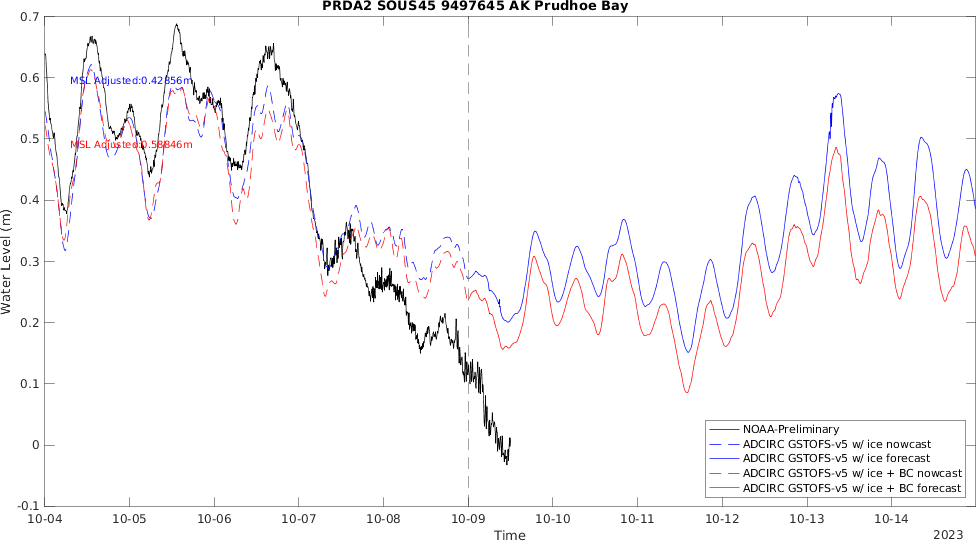 PRDA2 SOUS45 9497645 AK Prudhoe Bay
0.7
0.6
0.5
0.4
0.3
0.2
0.1
0
-0.1
Water Level (m)
MSL Adjusted:0.42856m
MSL Adjusted:0.58846m
NOAA-Preliminary
ADCIRC GSTOFS-v5 w/ ice nowcast
ADCIRC GSTOFS-v5 w/ ice forecast
ADCIRC GSTOFS-v5 w/ ice + BC nowcast
ADCIRC GSTOFS-v5 w/ ice + BC forecast
10-04 10-05 10-06 10-07 10-08 10-09 10-10 10-11 10-12 10-13 10-14
Time
2023